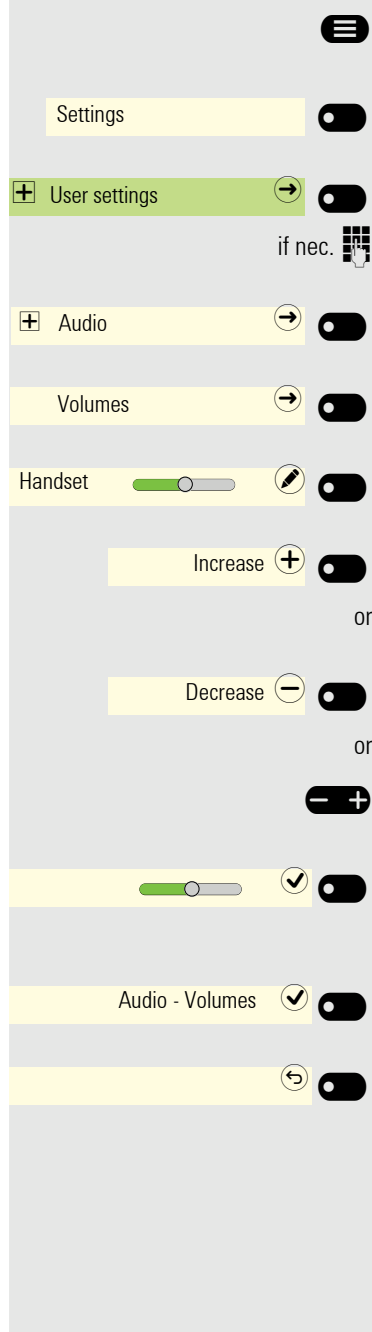 Settings
User settings
if nec.
Audio
Volumes
Handset
Increase
or
Decrease
or
Audio - Volumes